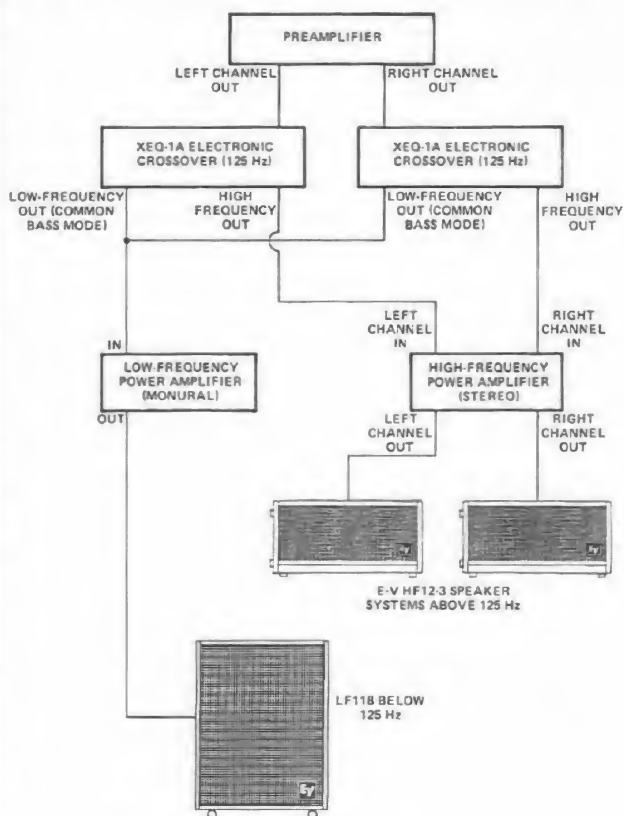 PREAMPLIFIER
LEFT CHANNEL
OUT
RIGHT CHANNEL
OUT
XEQ-1A ELECTRONIC
CROSSOVER (125 Hz)
XEQ-1A ELECTRONIC
CROSSOVER (125 Hz)
LOW-FREQUENCY
OUT (COMMON
BASS MODE)
HIGH
FREQUENCY
OUT
LOW-FREQUENCY
OUT (COMMON
BASS MODE)
HIGH
FREQUENCY
OUT
LEFT
CHANNEL
IN
RIGHT
CHANNEL
IN
IN
LOW-FREQUENCY
POWER AMPLIFIER
(MONURAL)
HIGH-FREQUENCY
POWER AMPLIFIER
(STEREO)
OUT
LEFT
CHANNEL
OUT
RIGHT
CHANNEL
OUT
EV
EV
E-V HF12-3 SPEAKER
SYSTEMS ABOVE 125 Hz
LF118 BELOW
125 Hz
EV